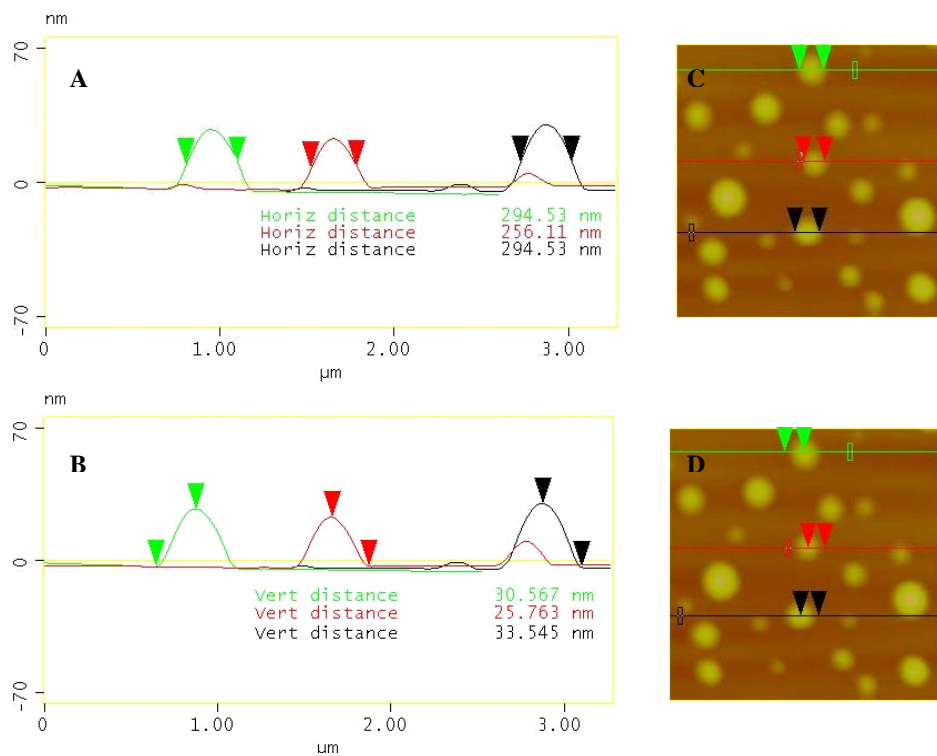 nm
70
0
-70
A
Horiz distance 294.53 nm
Horiz distance 256.11 nm
Horiz distance 294.53 nm
0 1.00 2.00 3.00
µm
C
nm
70
0
-70
B
Vert distance 30.567 nm
Vert distance 25.763 nm
Vert distance 33.545 nm
0 1.00 2.00 3.00
µm
D